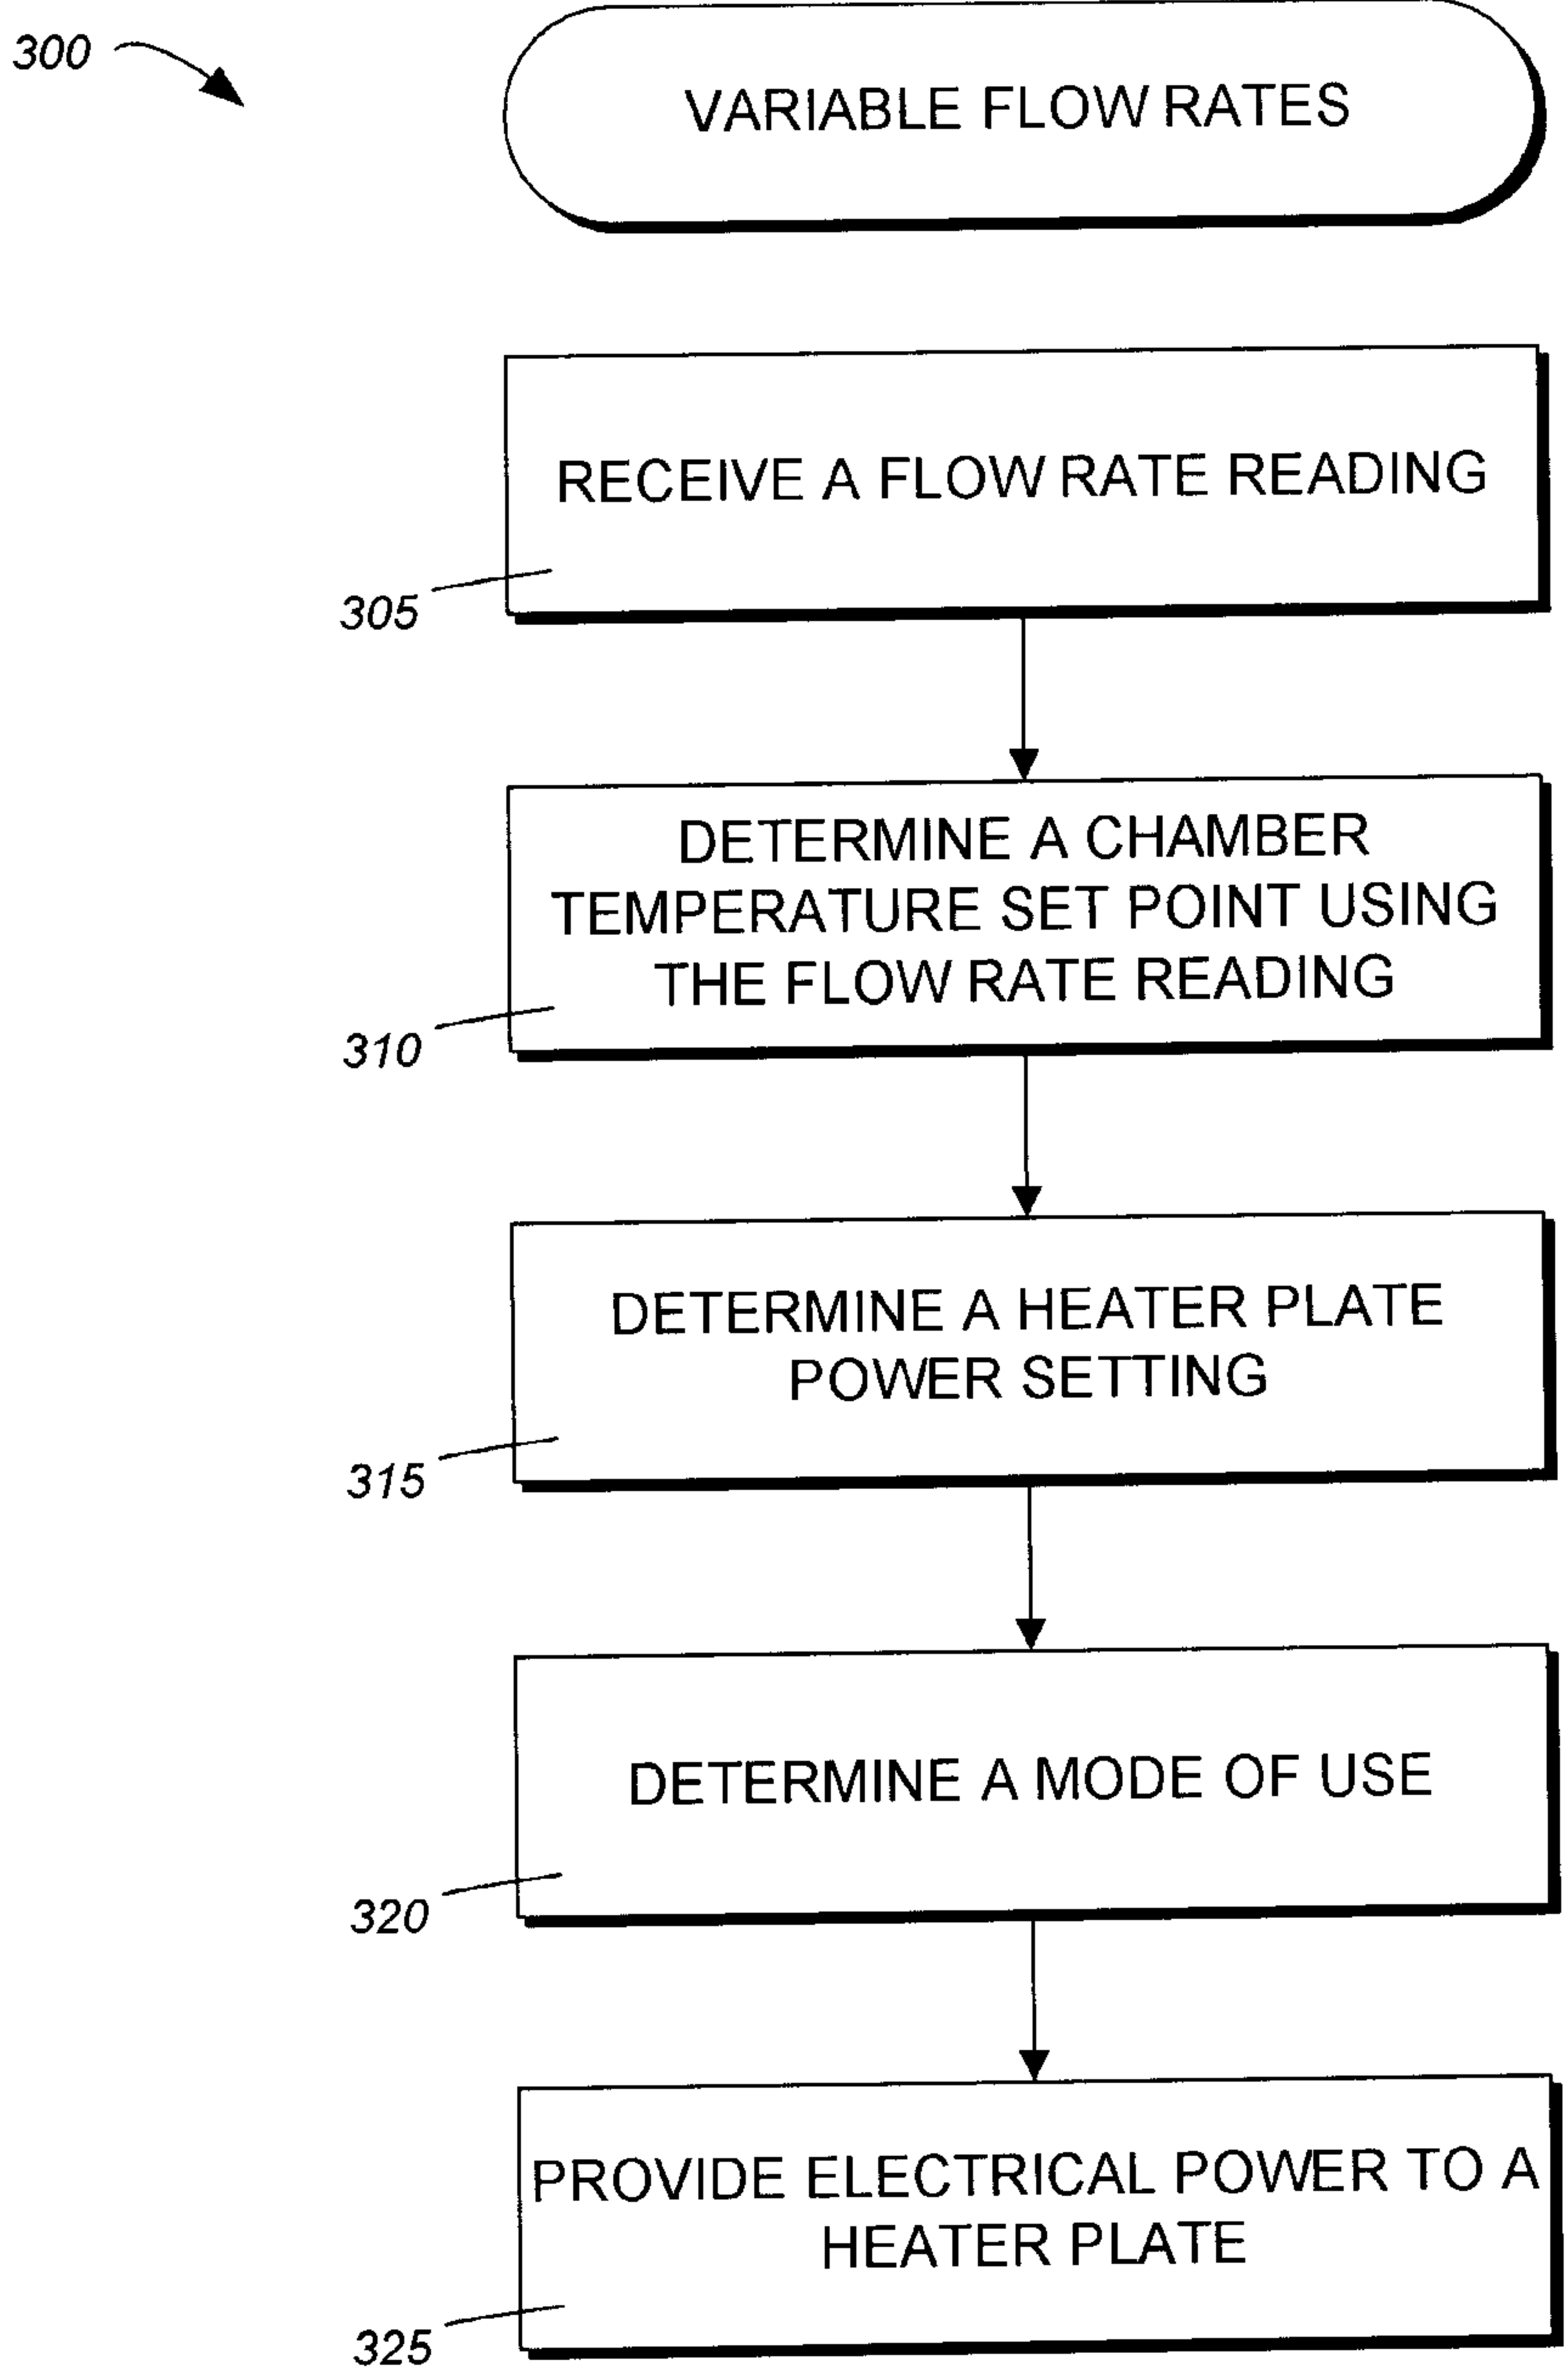 300
VARIABLE FLOW RATES
RECEIVE A FLOW RATE READING
305
DETERMINE A CHAMBER
TEMPERATURE SET POINT USING
THE FLOW RATE READING
310
DETERMINE A HEATER PLATE
POWER SETTING
315
DETERMINE A MODE OF USE
320
PROVIDE ELECTRICAL POWER TO A
HEATER PLATE
325